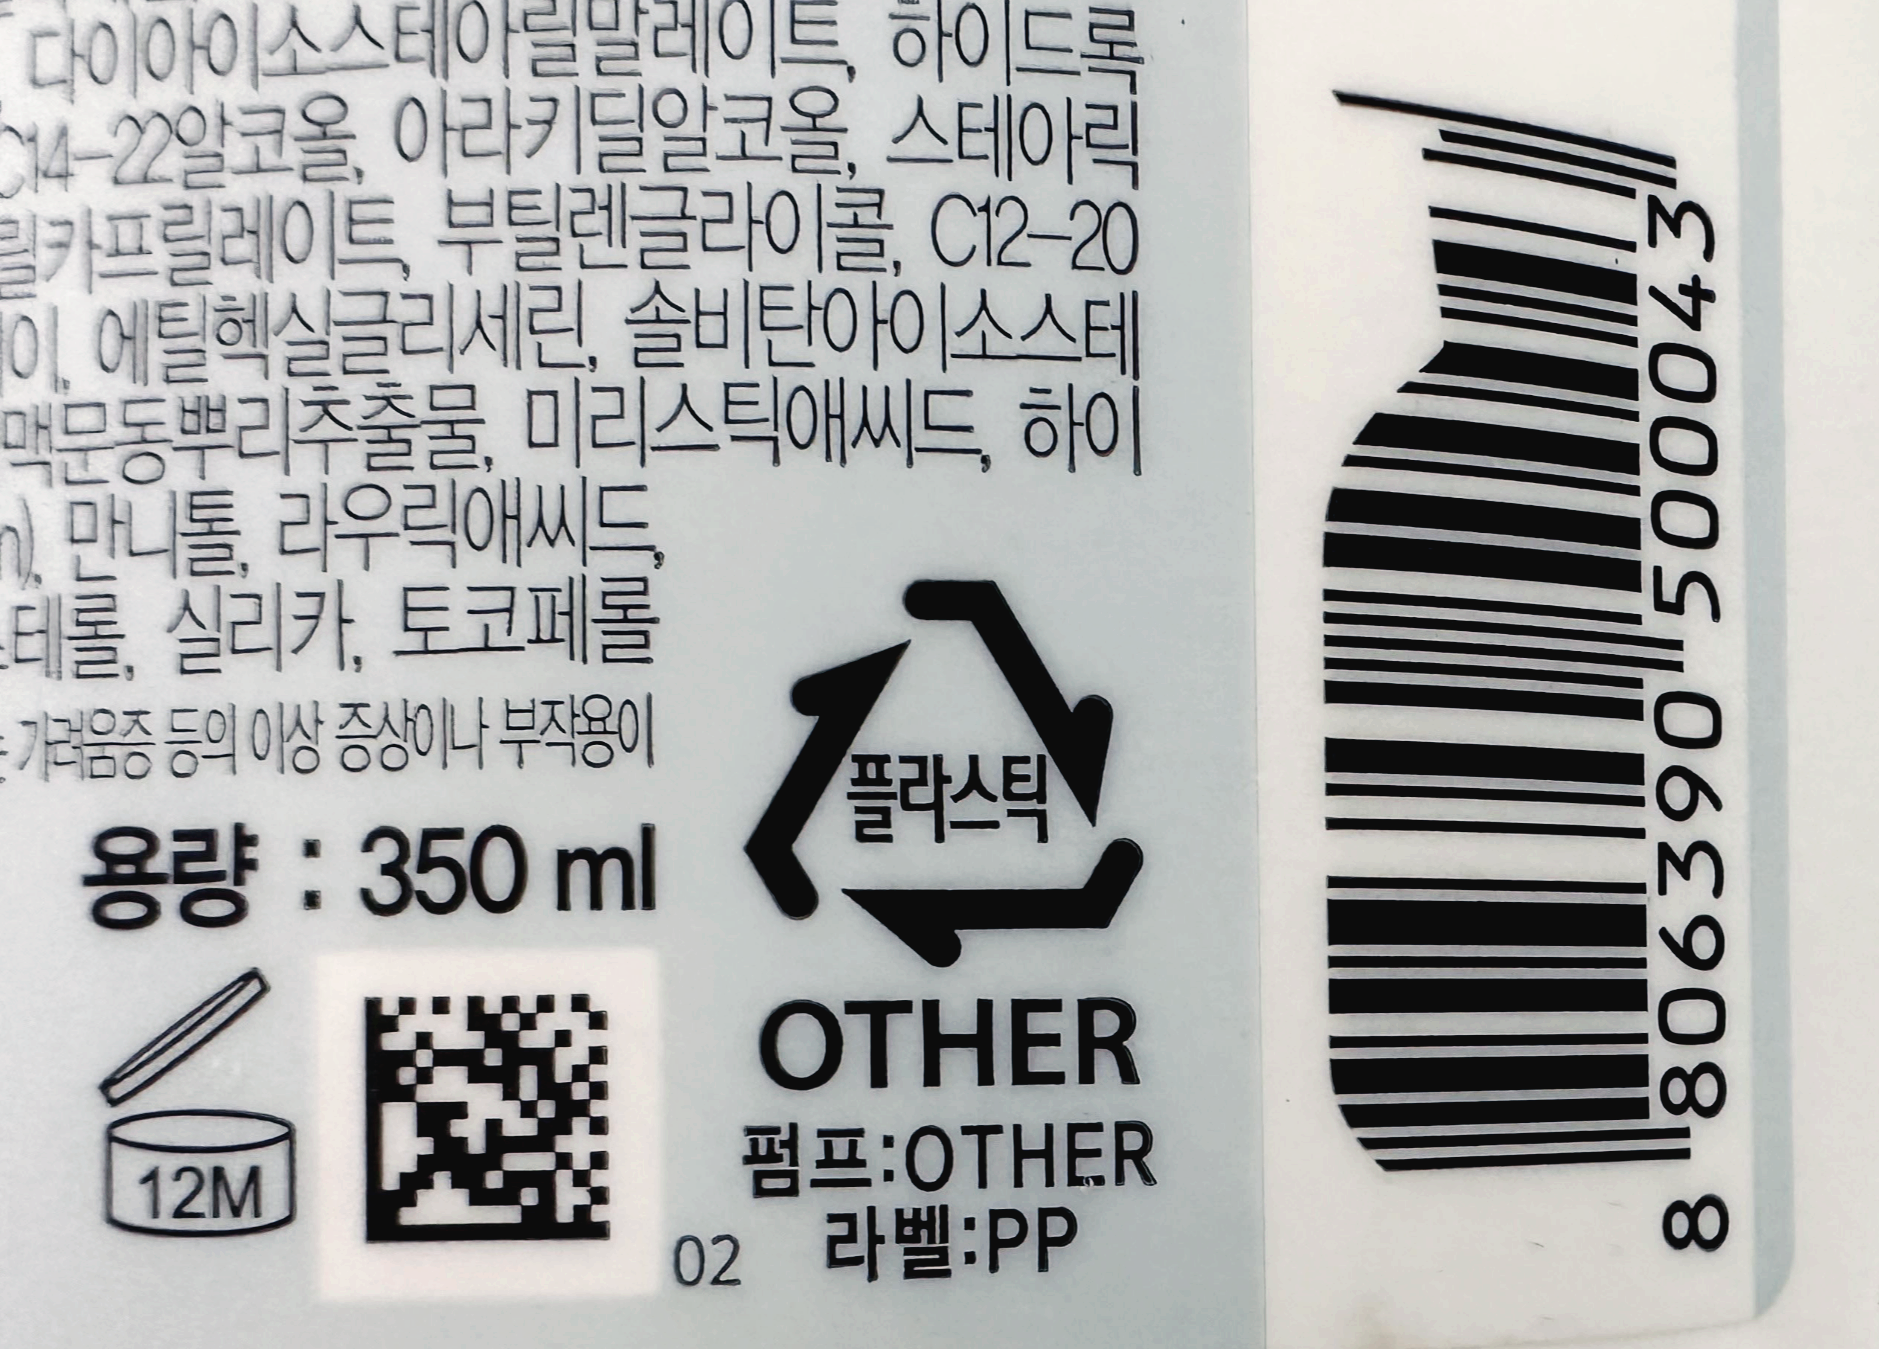 다이아이소스테아릴말레이트, 하이드록
C14-22알코올, 아라키딜알코올, 스테아릭
릴카프릴레이트, 부틸렌글라이콜, C12-20
이, 에틸헥실글리세린, 솔비탄아이소스테
맥문동뿌리추출물, 미리스틱애씨드, 하이
만니톨, 라우릭애씨드,
테롤, 실리카, 토코페롤
가려움증 등의 이상 증상이나 부작용이
용량 : 350 ml
12M
02
플라스틱
OTHER
펌프:OTHER
라벨:PP
8 806390 500043